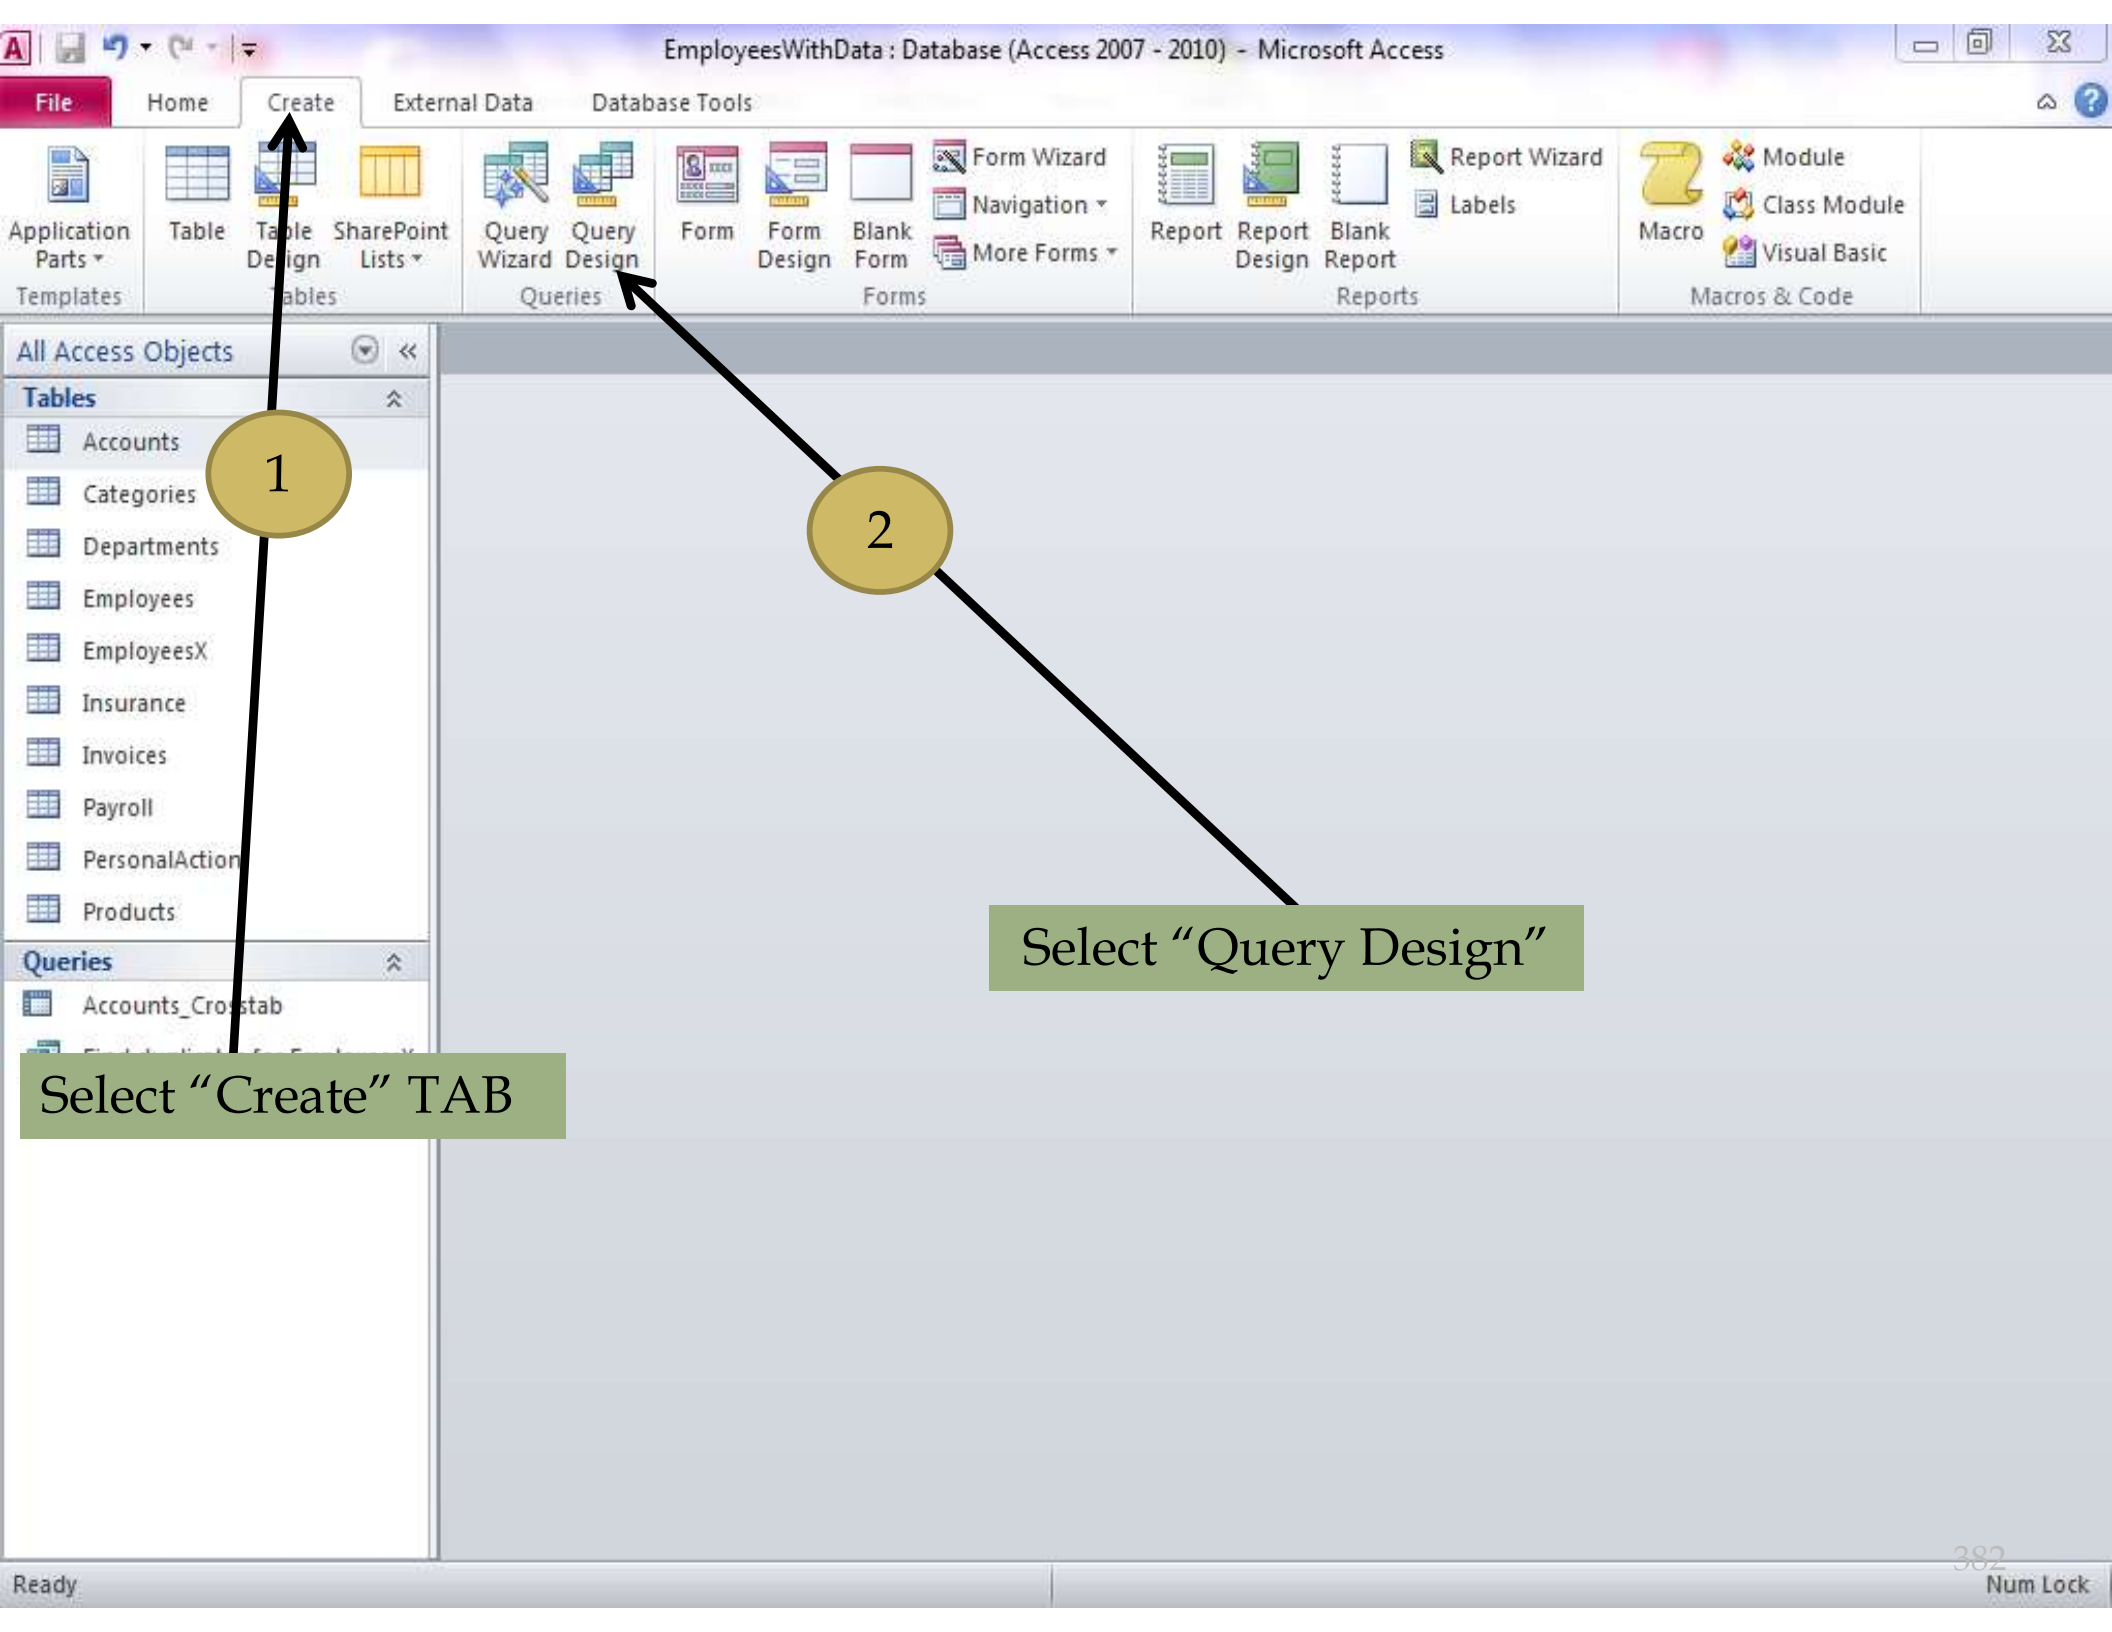 EmployeesWithData : Database (Access 2007 - 2010) - Microsoft Access
File Home Create External Data Database Tools
Application Parts
Table
Table Design
SharePoint Lists
Query Wizard
Query Design
Form
Form Design
Blank Form
Form Wizard
Navigation
More Forms
Report
Report Design
Blank Report
Report Wizard
Labels
Macro
Module
Class Module
Visual Basic
Templates Tables Queries Forms Reports Macros & Code
All Access Objects
Tables
Accounts
Categories
Departments
Employees
EmployeesX
Insurance
Invoices
Payroll
PersonalAction
Products
Queries
Accounts_Crosstab
1
2
Select “Query Design”
Select “Create” TAB
382
Ready
Num Lock